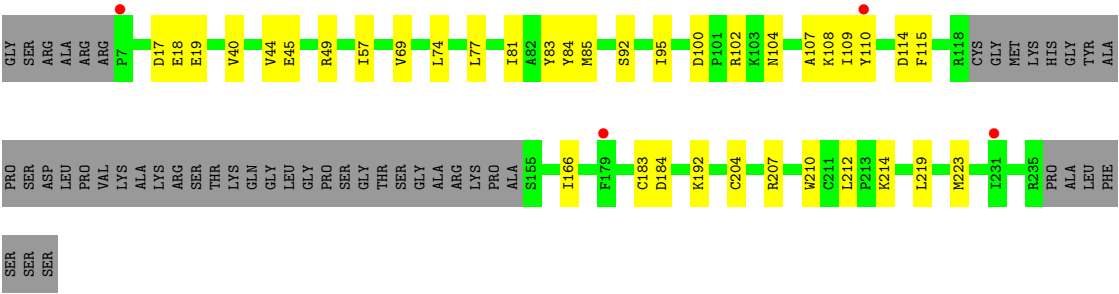 GLY SER ARG ALA ARG ARG P7 D17 E18 E19 V40 V44 E45 R49 I57 V69 L74 L77 I81 A82 Y83 Y84 M85 S92 I95 D100 P101 R102 K103 N104 A107 K108 I109 Y110 D114 F115 R118 CYS GLY MET LYS HIS GLY TYR ALA
PRO SER ASP LEU PRO VAL LYS ALA LYS ARG SER THR LYS GLN GLY LEU GLY PRO SER GLY THR SER GLY ALA ARG LYS PRO ALA S155 I166 F179 C183 D184 K192 C204 R207 W210 C211 L212 P213 K214 L219 M223 I231 R235 PRO ALA LEU PHE
SER SER SER